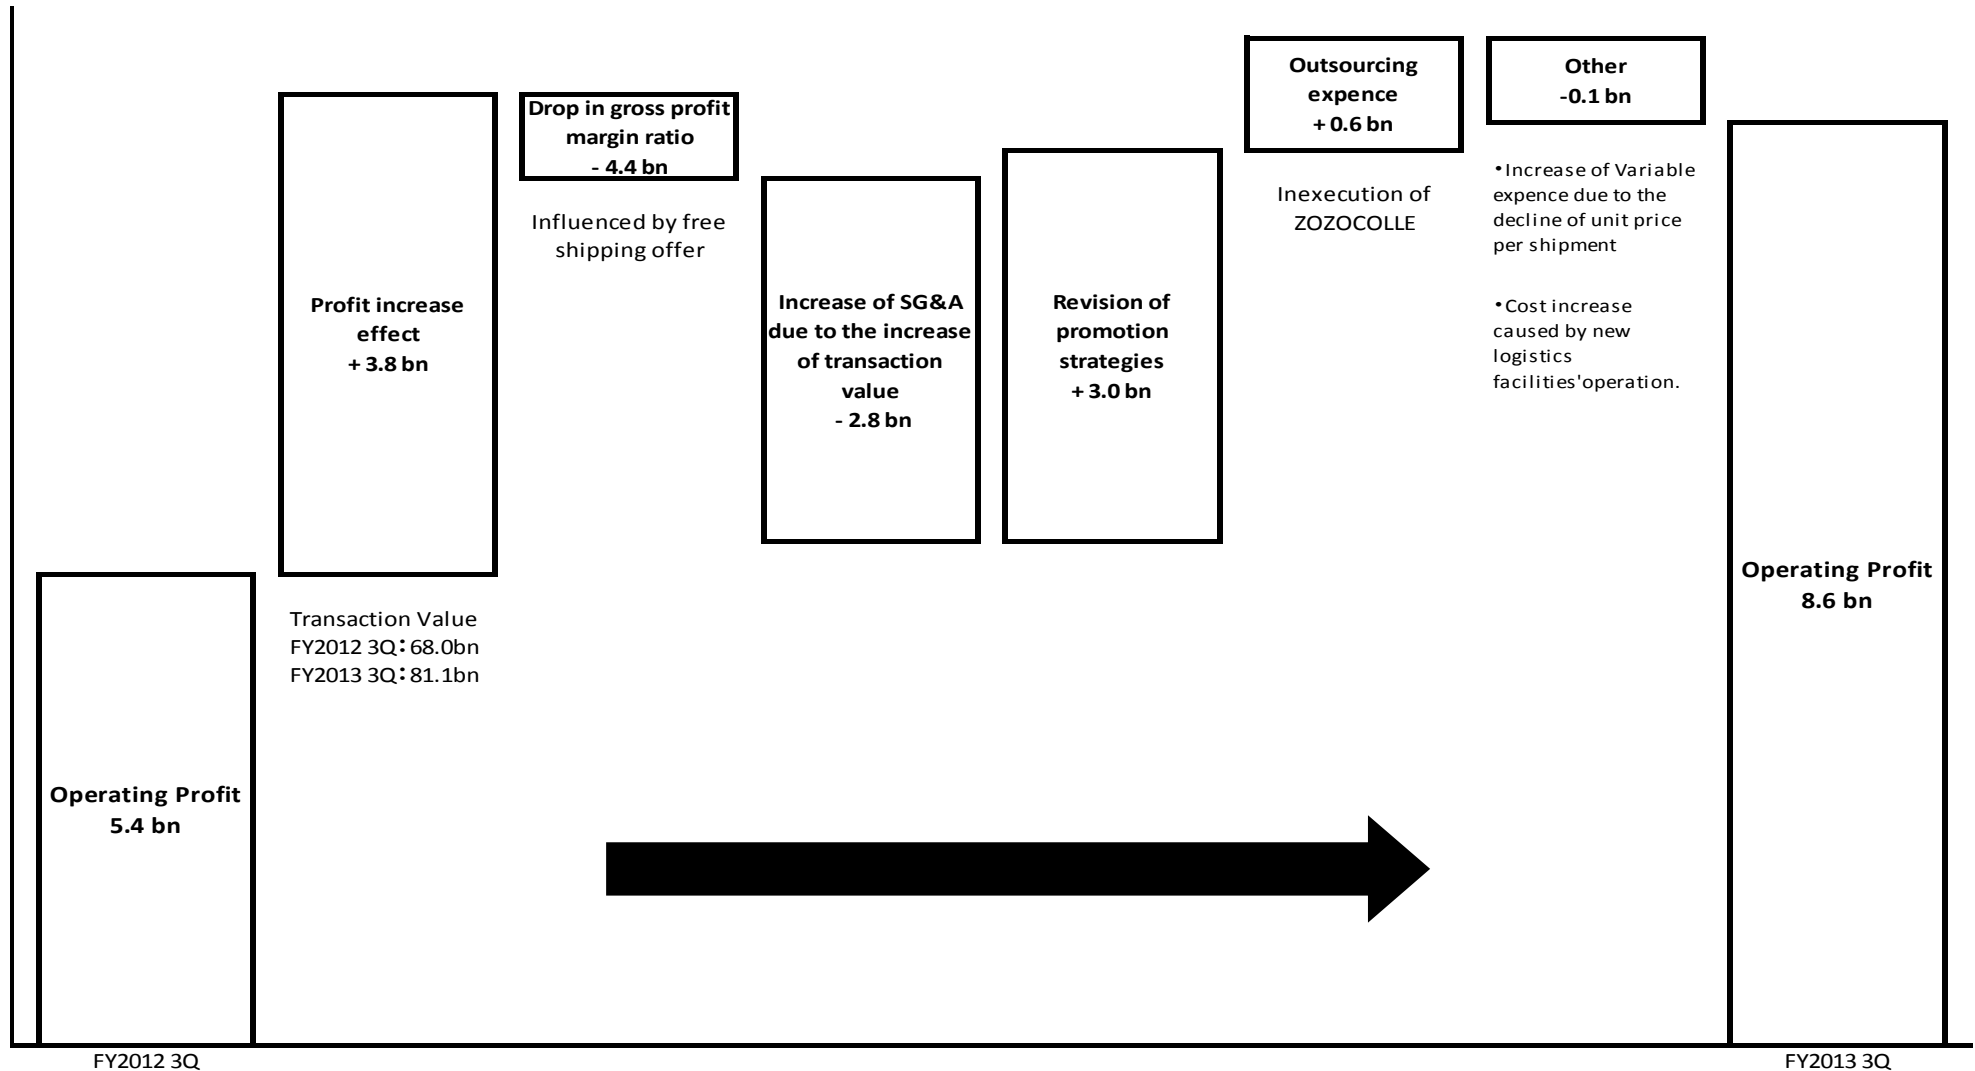 Operating Profit
5.4 bn
FY2012 3Q
Profit increase
effect
+ 3.8 bn
Transaction Value
FY2012 3Q：68.0bn
FY2013 3Q：81.1bn
Drop in gross profit
margin ratio
- 4.4 bn
Influenced by free
shipping offer
Increase of SG&A
due to the increase
of transaction
value
- 2.8 bn
Revision of
promotion
strategies
+ 3.0 bn
Outsourcing
expence
+ 0.6 bn
Inexecution of
ZOZOCOLLE
Other
-0.1 bn
・Increase of Variable
expence due to the
decline of unit price
per shipment
・Cost increase
caused by new
logistics
facilities'operation.
Operating Profit
8.6 bn
FY2013 3Q